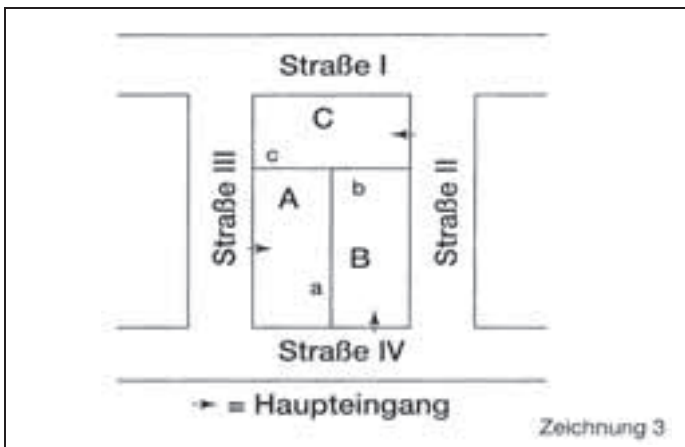 Straße I
C
c
Straße III
Straße II
A
b
B
a
Straße IV
= Haupteingang
Zeichnung 3